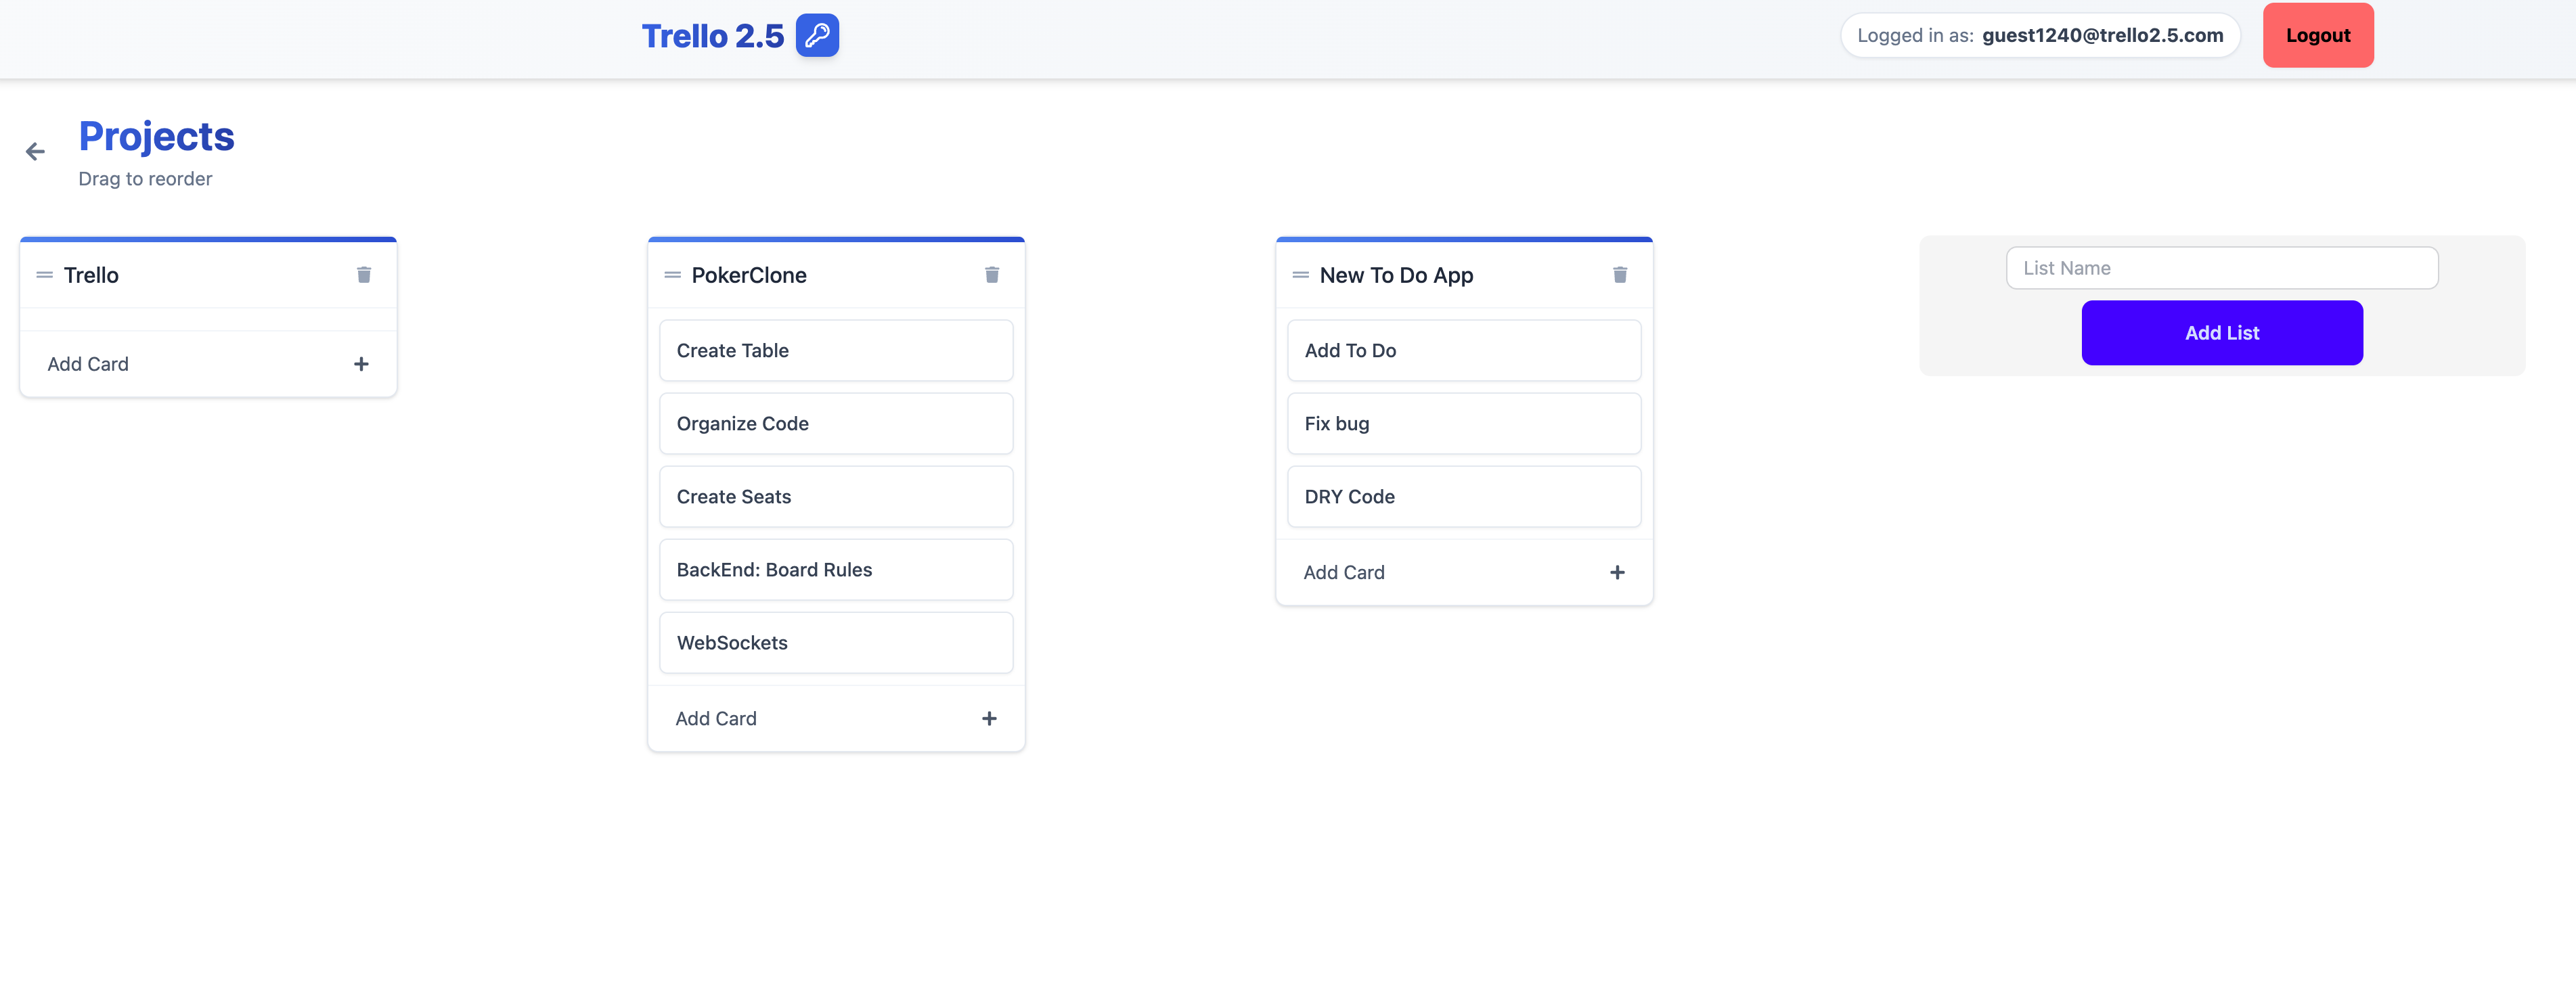 Trello 2.5
Logged in as: guest1240@trello2.5.com
Logout
Projects
Drag to reorder
Trello
Add Card
PokerClone
Create Table
Organize Code
Create Seats
BackEnd: Board Rules
WebSockets
Add Card
New To Do App
Add To Do
Fix bug
DRY Code
Add Card
List Name
Add List